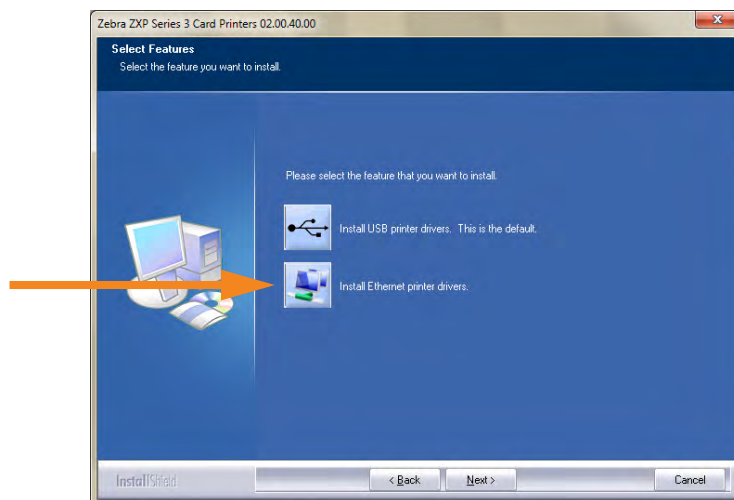 Zebra ZXP Series 3 Card Printers 02.00.40.00
Select Features
Select the feature you want to install.
Please select the feature that you want to install.
Install USB printer drivers. This is the default.
Install Ethernet printer drivers.
InstallShield
< Back Next > Cancel